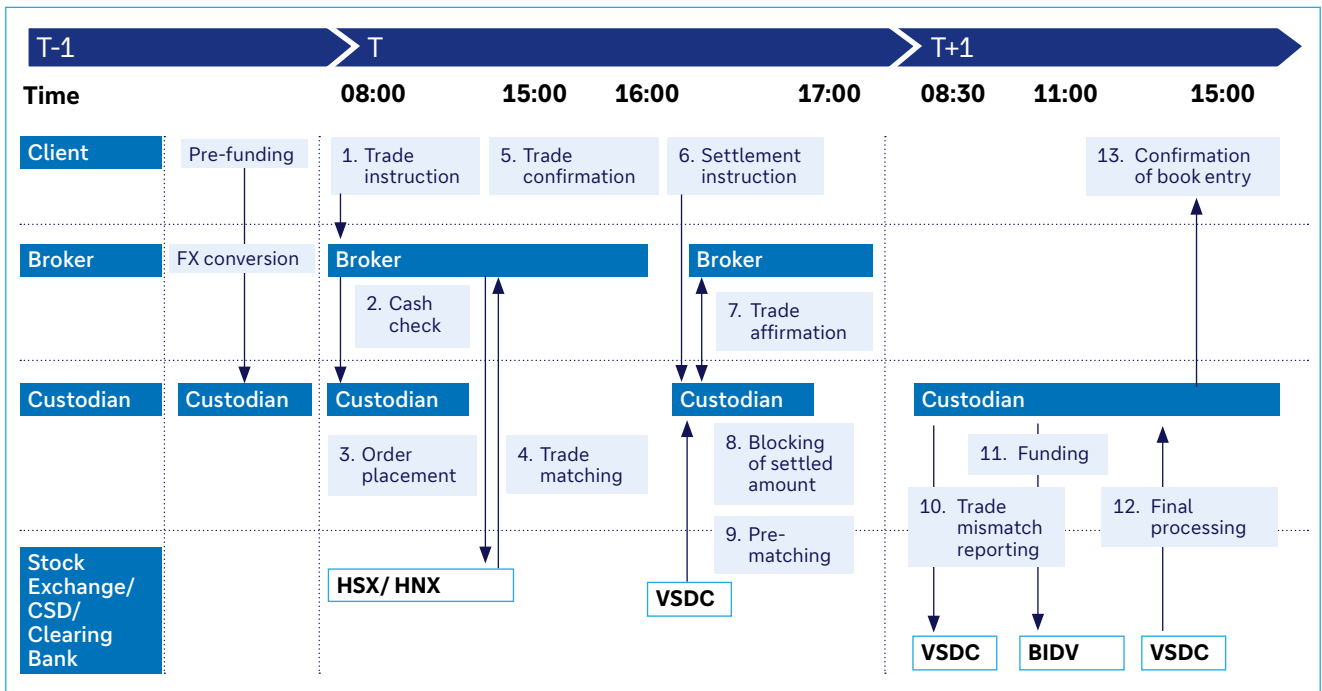 T-1
T
T+1
Time
08:00
15:00
16:00
17:00
08:30
11:00
15:00
Client
Pre-funding
1. Trade
instruction
5. Trade
confirmation
6. Settlement
instruction
13. Confirmation
of book entry
Broker
FX conversion
Broker
Broker
2. Cash
check
7. Trade
affirmation
Custodian
Custodian
Custodian
Custodian
Custodian
3. Order
placement
4. Trade
matching
8. Blocking
of settled
amount
9. Pre-
matching
11. Funding
10. Trade
mismatch
reporting
12. Final
processing
Stock
Exchange/
CSD/
Clearing
Bank
HSX/ HNX
VSDC
VSDC
BIDV
VSDC